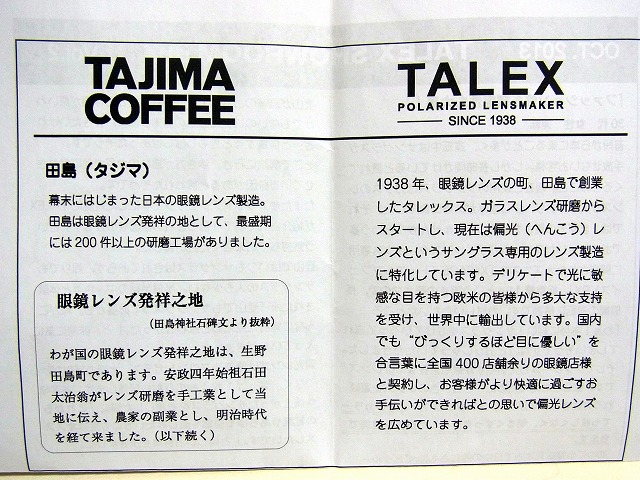 TAJIMA
COFFEE
田島（タジマ）
幕末にはじまった日本の眼鏡レンズ製造。
田島は眼鏡レンズ発祥の地として、最盛期
には200件以上の研磨工場がありました。
眼鏡レンズ発祥之地
（田島神社石碑文より抜粋）
わが国の眼鏡レンズ発祥之地は、生野
田島町であります。安政四年始祖石田
太治翁がレンズ研磨を手工業として当
地に伝え、農家の副業とし、明治時代
を経て来ました。（以下続く）
TALEX
POLARIZED LENSMAKER
SINCE 1938
1938年、眼鏡レンズの町、田島で創業
したタレックス。ガラスレンズ研磨から
スタートし、現在は偏光（へんこう）レ
ンズというサングラス専用のレンズ製造
に特化しています。デリケートで光に敏
感な目を持つ欧米の皆様から多大な支持
を受け、世界中に輸出しています。国内
でも“びっくりするほど目に優しい”を
合言葉に全国400店舗余りの眼鏡店様
と契約し、お客様がより快適に過ごすお
手伝いができればとの思いで偏光レンズ
を広めています。